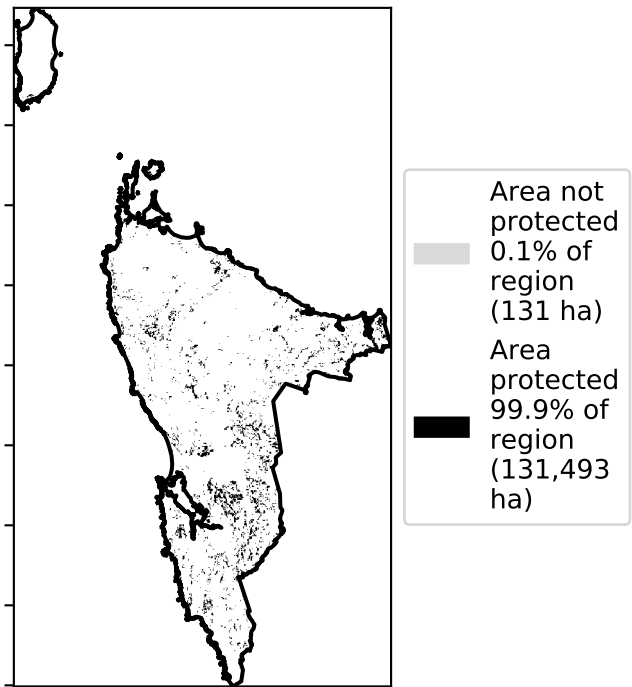 Area not
protected
0.1% of
region
(131 ha)
Area
protected
99.9% of
region
(131,493
ha)